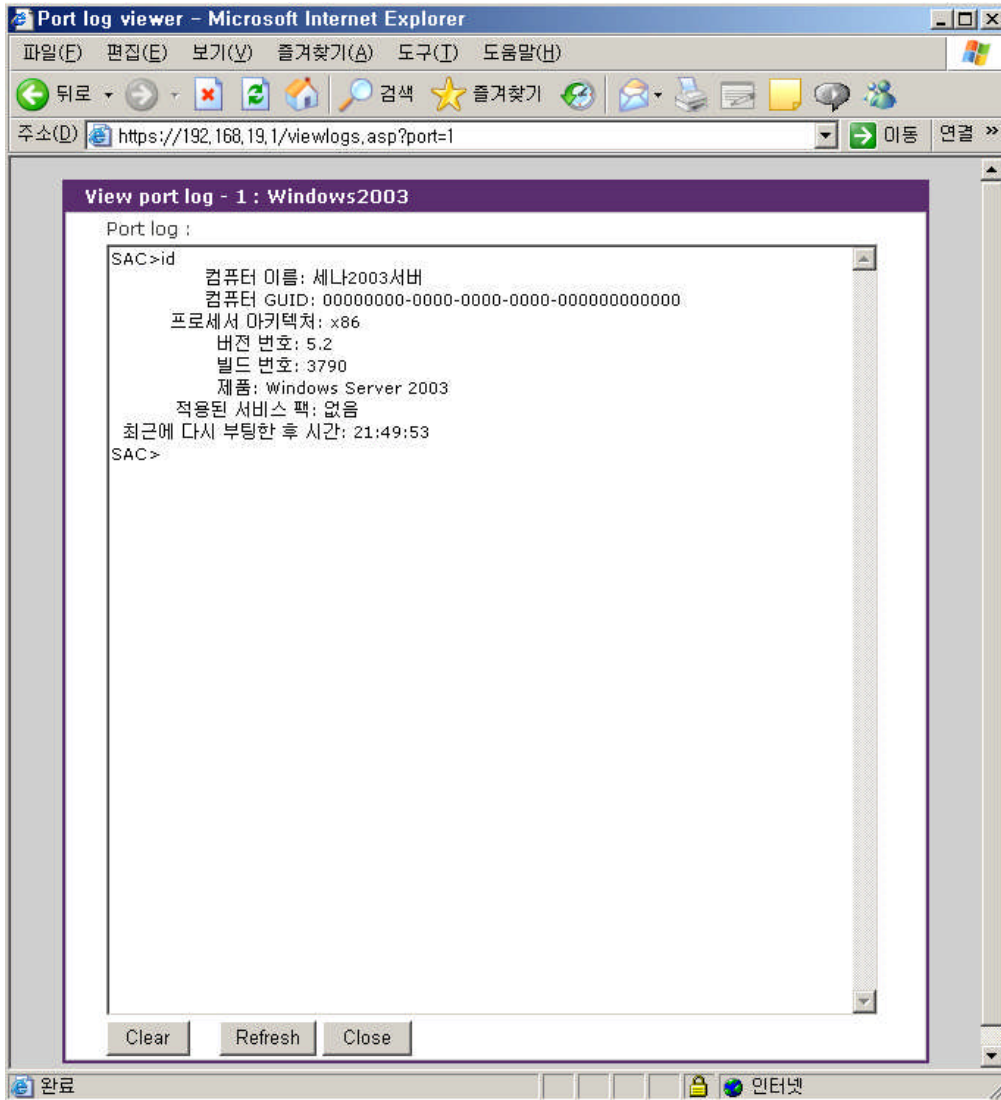 Port log viewer - Microsoft Internet Explorer
파일(F) 편집(E) 보기(V) 즐겨찾기(A) 도구(T) 도움말(H)
뒤로 검색 즐겨찾기
주소(D) https://192,168,19,1/viewlogs,asp?port=1 이동 연결 »
View port log - 1 : Windows2003
Port log :
SAC>id
컴퓨터 이름: 세나2003서버
컴퓨터 GUID: 00000000-0000-0000-0000-000000000000
프로세서 아키텍처: x86
버전 번호: 5.2
빌드 번호: 3790
제품: Windows Server 2003
적용된 서비스 팩: 없음
최근에 다시 부팅한 후 시간: 21:49:53
SAC>
Clear Refresh Close
완료 인터넷